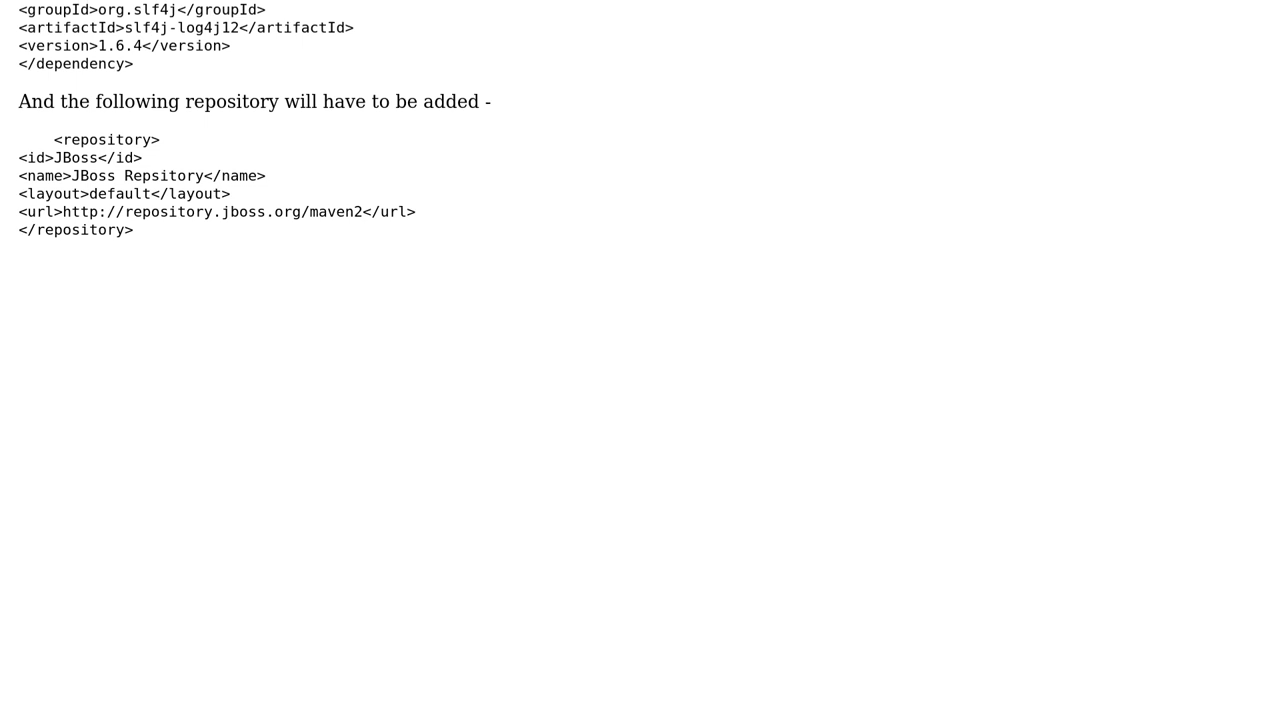 <groupId>org.slf4j</groupId>
<artifactId>slf4j-log4j12</artifactId>
<version>1.6.4</version>
</dependency>
And the following repository will have to be added -
<repository>
<id>JBoss</id>
<name>JBoss Repsitory</name>
<layout>default</layout>
<url>http://repository.jboss.org/maven2</url>
</repository>